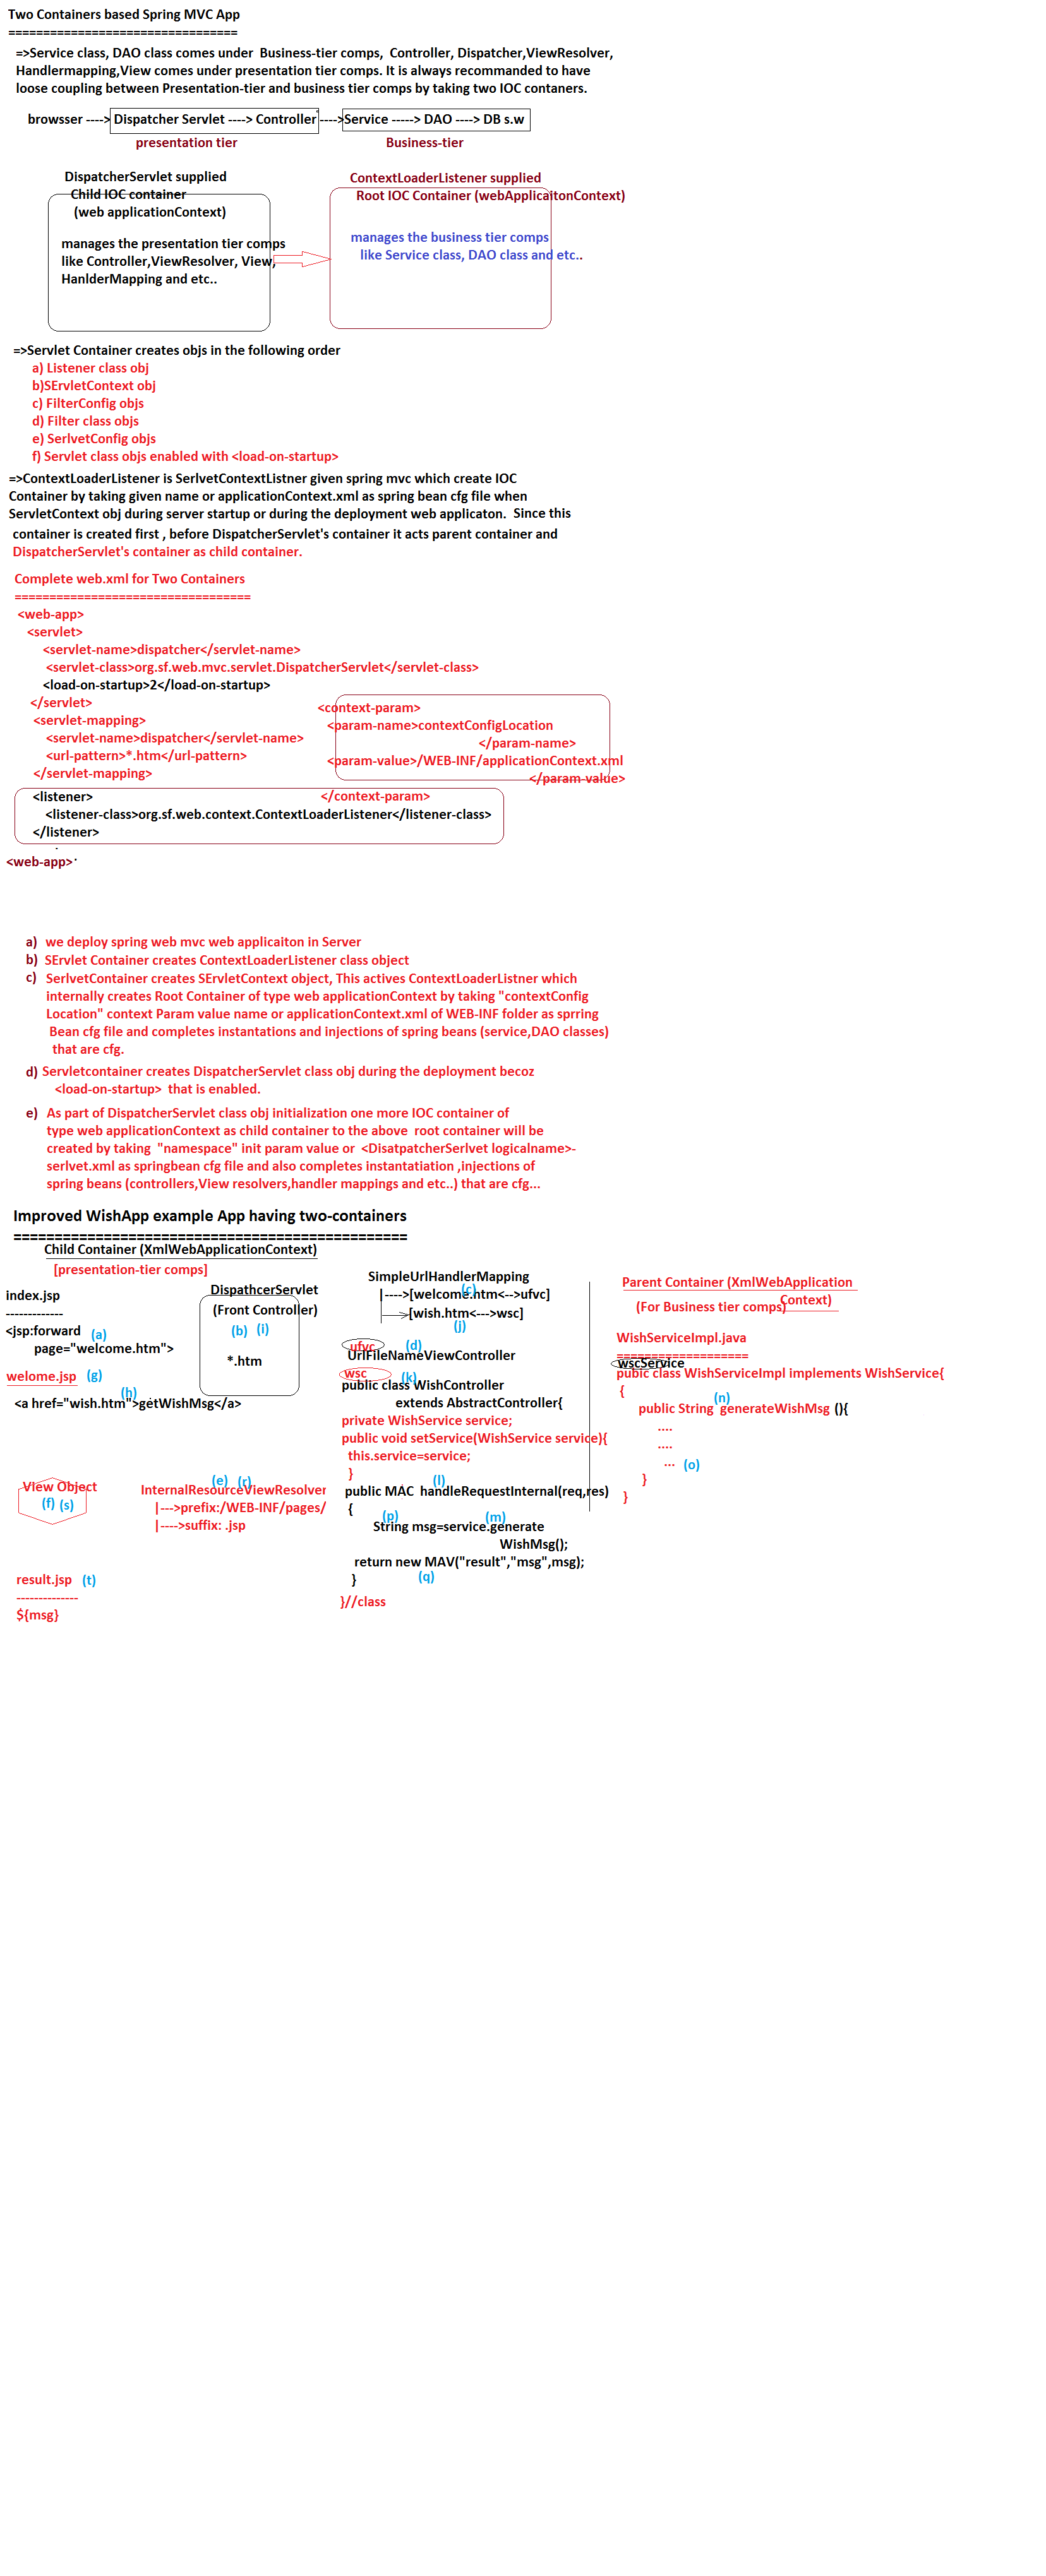 Two Containers based Spring MVC App
=================================
=>Service class, DAO class comes under  Business-tier comps,  Controller, Dispatcher,ViewResolver,
Handlermapping,View comes under presentation tier comps. It is always recommanded to have
loose coupling between Presentation-tier and business tier comps by taking two IOC contaners.
browsser ----> Dispatcher Servlet ----> Controller ---->Service -----> DAO ----> DB s.w
presentation tier
Business-tier
DispatcherServlet supplied
Child IOC container
(web applicationContext)
manages the presentation tier comps
like Controller,ViewResolver, View,
HanlderMapping and etc..
ContextLoaderListener supplied
Root IOC Container (webApplicaitonContext)
manages the business tier comps
like Service class, DAO class and etc..
=>Servlet Container creates objs in the following order
a) Listener class obj
b)SErvletContext obj
c) FilterConfig objs
d) Filter class objs
e) SerlvetConfig objs
f) Servlet class objs enabled with <load-on-startup>
=>ContextLoaderListener is SerlvetContextListner given spring mvc which create IOC
Container by taking given name or applicationContext.xml as spring bean cfg file when
ServletContext obj during server startup or during the deployment web applicaton.  Since this
container is created first , before DispatcherServlet's container it acts parent container and
DispatcherServlet's container as child container.
Complete web.xml for Two Containers
==================================
<web-app>
<servlet>
<servlet-name>dispatcher</servlet-name>
<servlet-class>org.sf.web.mvc.servlet.DispatcherServlet</servlet-class>
<load-on-startup>2</load-on-startup>
</servlet>
<servlet-mapping>
<servlet-name>dispatcher</servlet-name>
<url-pattern>*.htm</url-pattern>
</servlet-mapping>
<context-param>
<param-name>contextConfigLocation
</param-name>
<param-value>/WEB-INF/applicationContext.xml
</param-value>
</context-param>
<listener>
<listener-class>org.sf.web.context.ContextLoaderListener</listener-class>
</listener>
<web-app>
a) we deploy spring web mvc web applicaiton in Server
b) SErvlet Container creates ContextLoaderListener class object
c) SerlvetContainer creates SErvletContext object, This actives ContextLoaderListner which
internally creates Root Container of type web applicationContext by taking "contextConfig
Location" context Param value name or applicationContext.xml of WEB-INF folder as sprring
Bean cfg file and completes instantations and injections of spring beans (service,DAO classes)
that are cfg.
d) Servletcontainer creates DispatcherServlet class obj during the deployment becoz
<load-on-startup>  that is enabled.
e) As part of DispatcherServlet class obj initialization one more IOC container of
type web applicationContext as child container to the above  root container will be
created by taking  "namespace" init param value or  <DisatpatcherSerlvet logicalname>-
serlvet.xml as springbean cfg file and also completes instantatiation ,injections of
spring beans (controllers,View resolvers,handler mappings and etc..) that are cfg...
Improved WishApp example App having two-containers
================================================
Child Container (XmlWebApplicationContext)
[presentation-tier comps]
index.jsp
-------------
<jsp:forward (a)
page="welcome.htm">
welome.jsp (g)
(h)
<a href="wish.htm">getWishMsg</a>
DispathcerServlet
(Front Controller)
(b) (i)
*.htm
SimpleUrlHandlerMapping
(c)
|---->[welcome.htm<-->ufvc]
[wish.htm<--->wsc]
(j)
ufvc (d)
UrlFileNameViewController
wsc (k)
public class WishController
extends AbstractController{
private WishService service;
public void setService(WishService service){
this.service=service;
}
(l)
public MAC  handleRequestInternal(req,res)
{
(p) (m)
String msg=service.generate
WishMsg();
return new MAV("result","msg",msg);
} (q)
}//class
Parent Container (XmlWebApplication
Context)
(For Business tier comps)
WishServiceImpl.java
===================
wscService
pubic class WishServiceImpl implements WishService{
{
(n)
public String  generateWishMsg (){
....
....
... (o)
}
}
View Object
(f) (s)
(e) (r)
InternalResourceViewResolver
|--->prefix:/WEB-INF/pages/
|---->suffix: .jsp
result.jsp (t)
--------------
${msg}